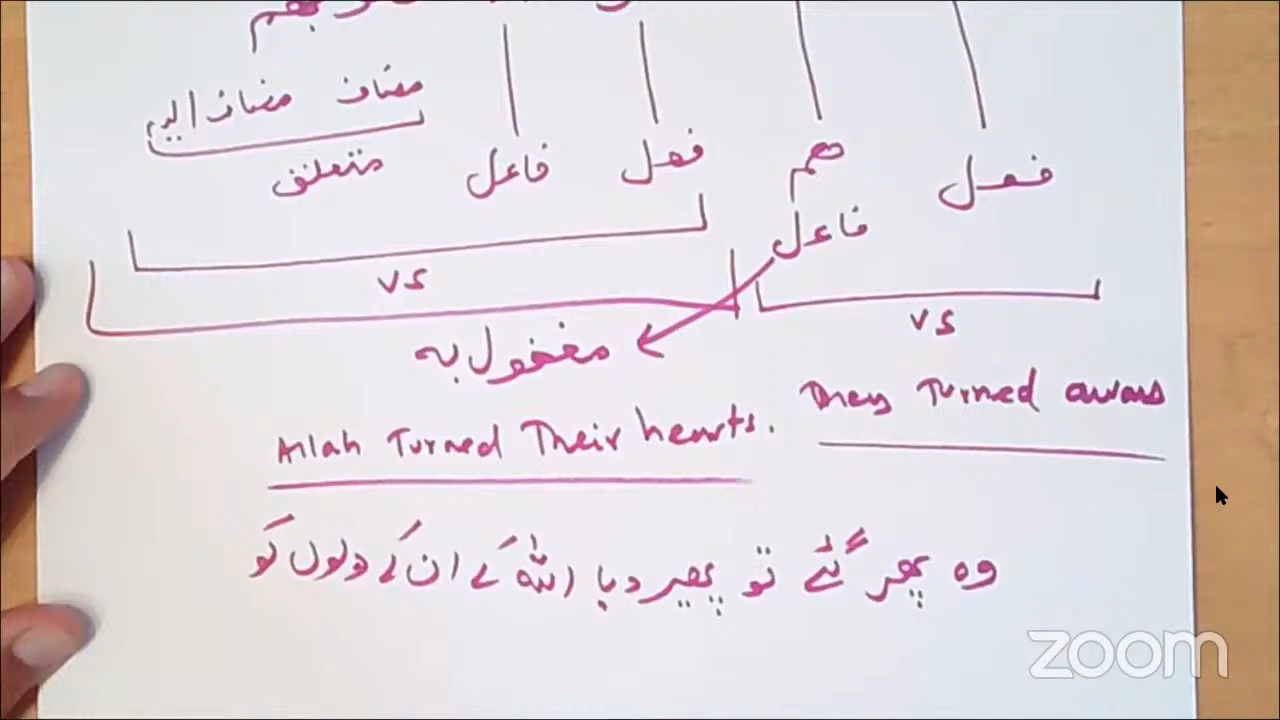 مضاف مضاف الیہ
فعل ھم فعل فاعل متعلق
فاعل
VS
VS
مفعول بہ
They Turned away
Allah Turned Their hearts.
وہ پھر گئے تو پھیر دیا اللہ نے ان کے دلوں کو
zoom